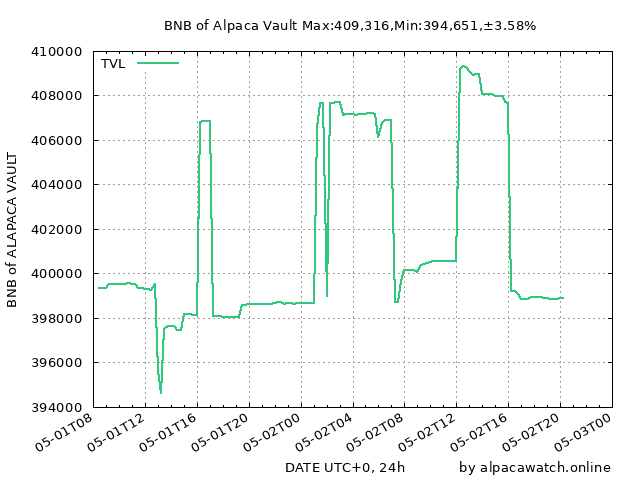 BNB of Alpaca Vault Max:409,316,Min:394,651,±3.58%
TVL
410000
408000
406000
404000
402000
400000
398000
396000
394000
BNB of ALAPACA VAULT
05-01T08
05-01T12
05-01T16
05-01T20
05-02T00
05-02T04
05-02T08
05-02T12
05-02T16
05-02T20
05-03T00
DATE UTC+0, 24h
by alpacawatch.online